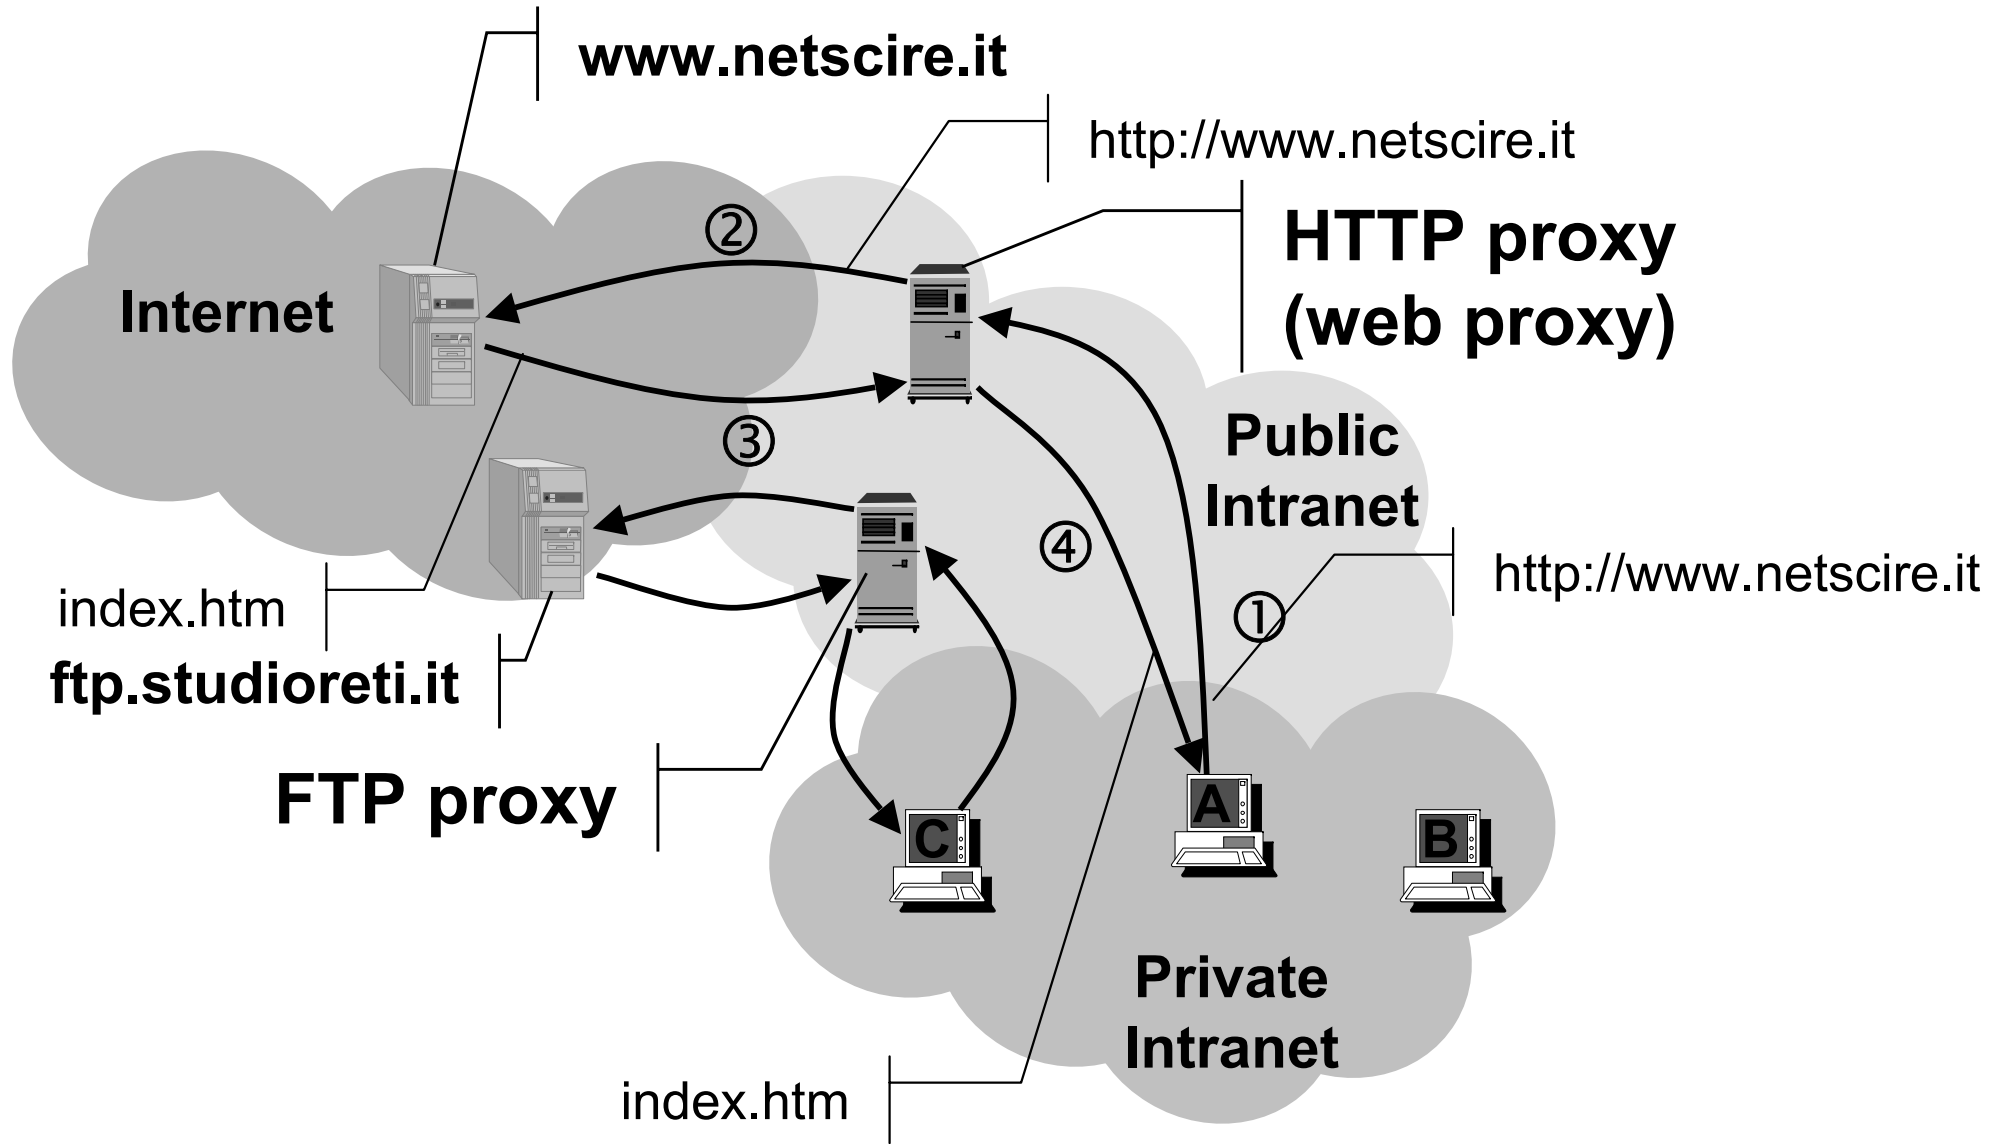 www.netscire.it
http://www.netscire.it
HTTP proxy
(web proxy)
②
Internet
③
Public
Intranet
④
http://www.netscire.it
①
index.htm
ftp.studioreti.it
FTP proxy
C
A
B
Private
Intranet
index.htm